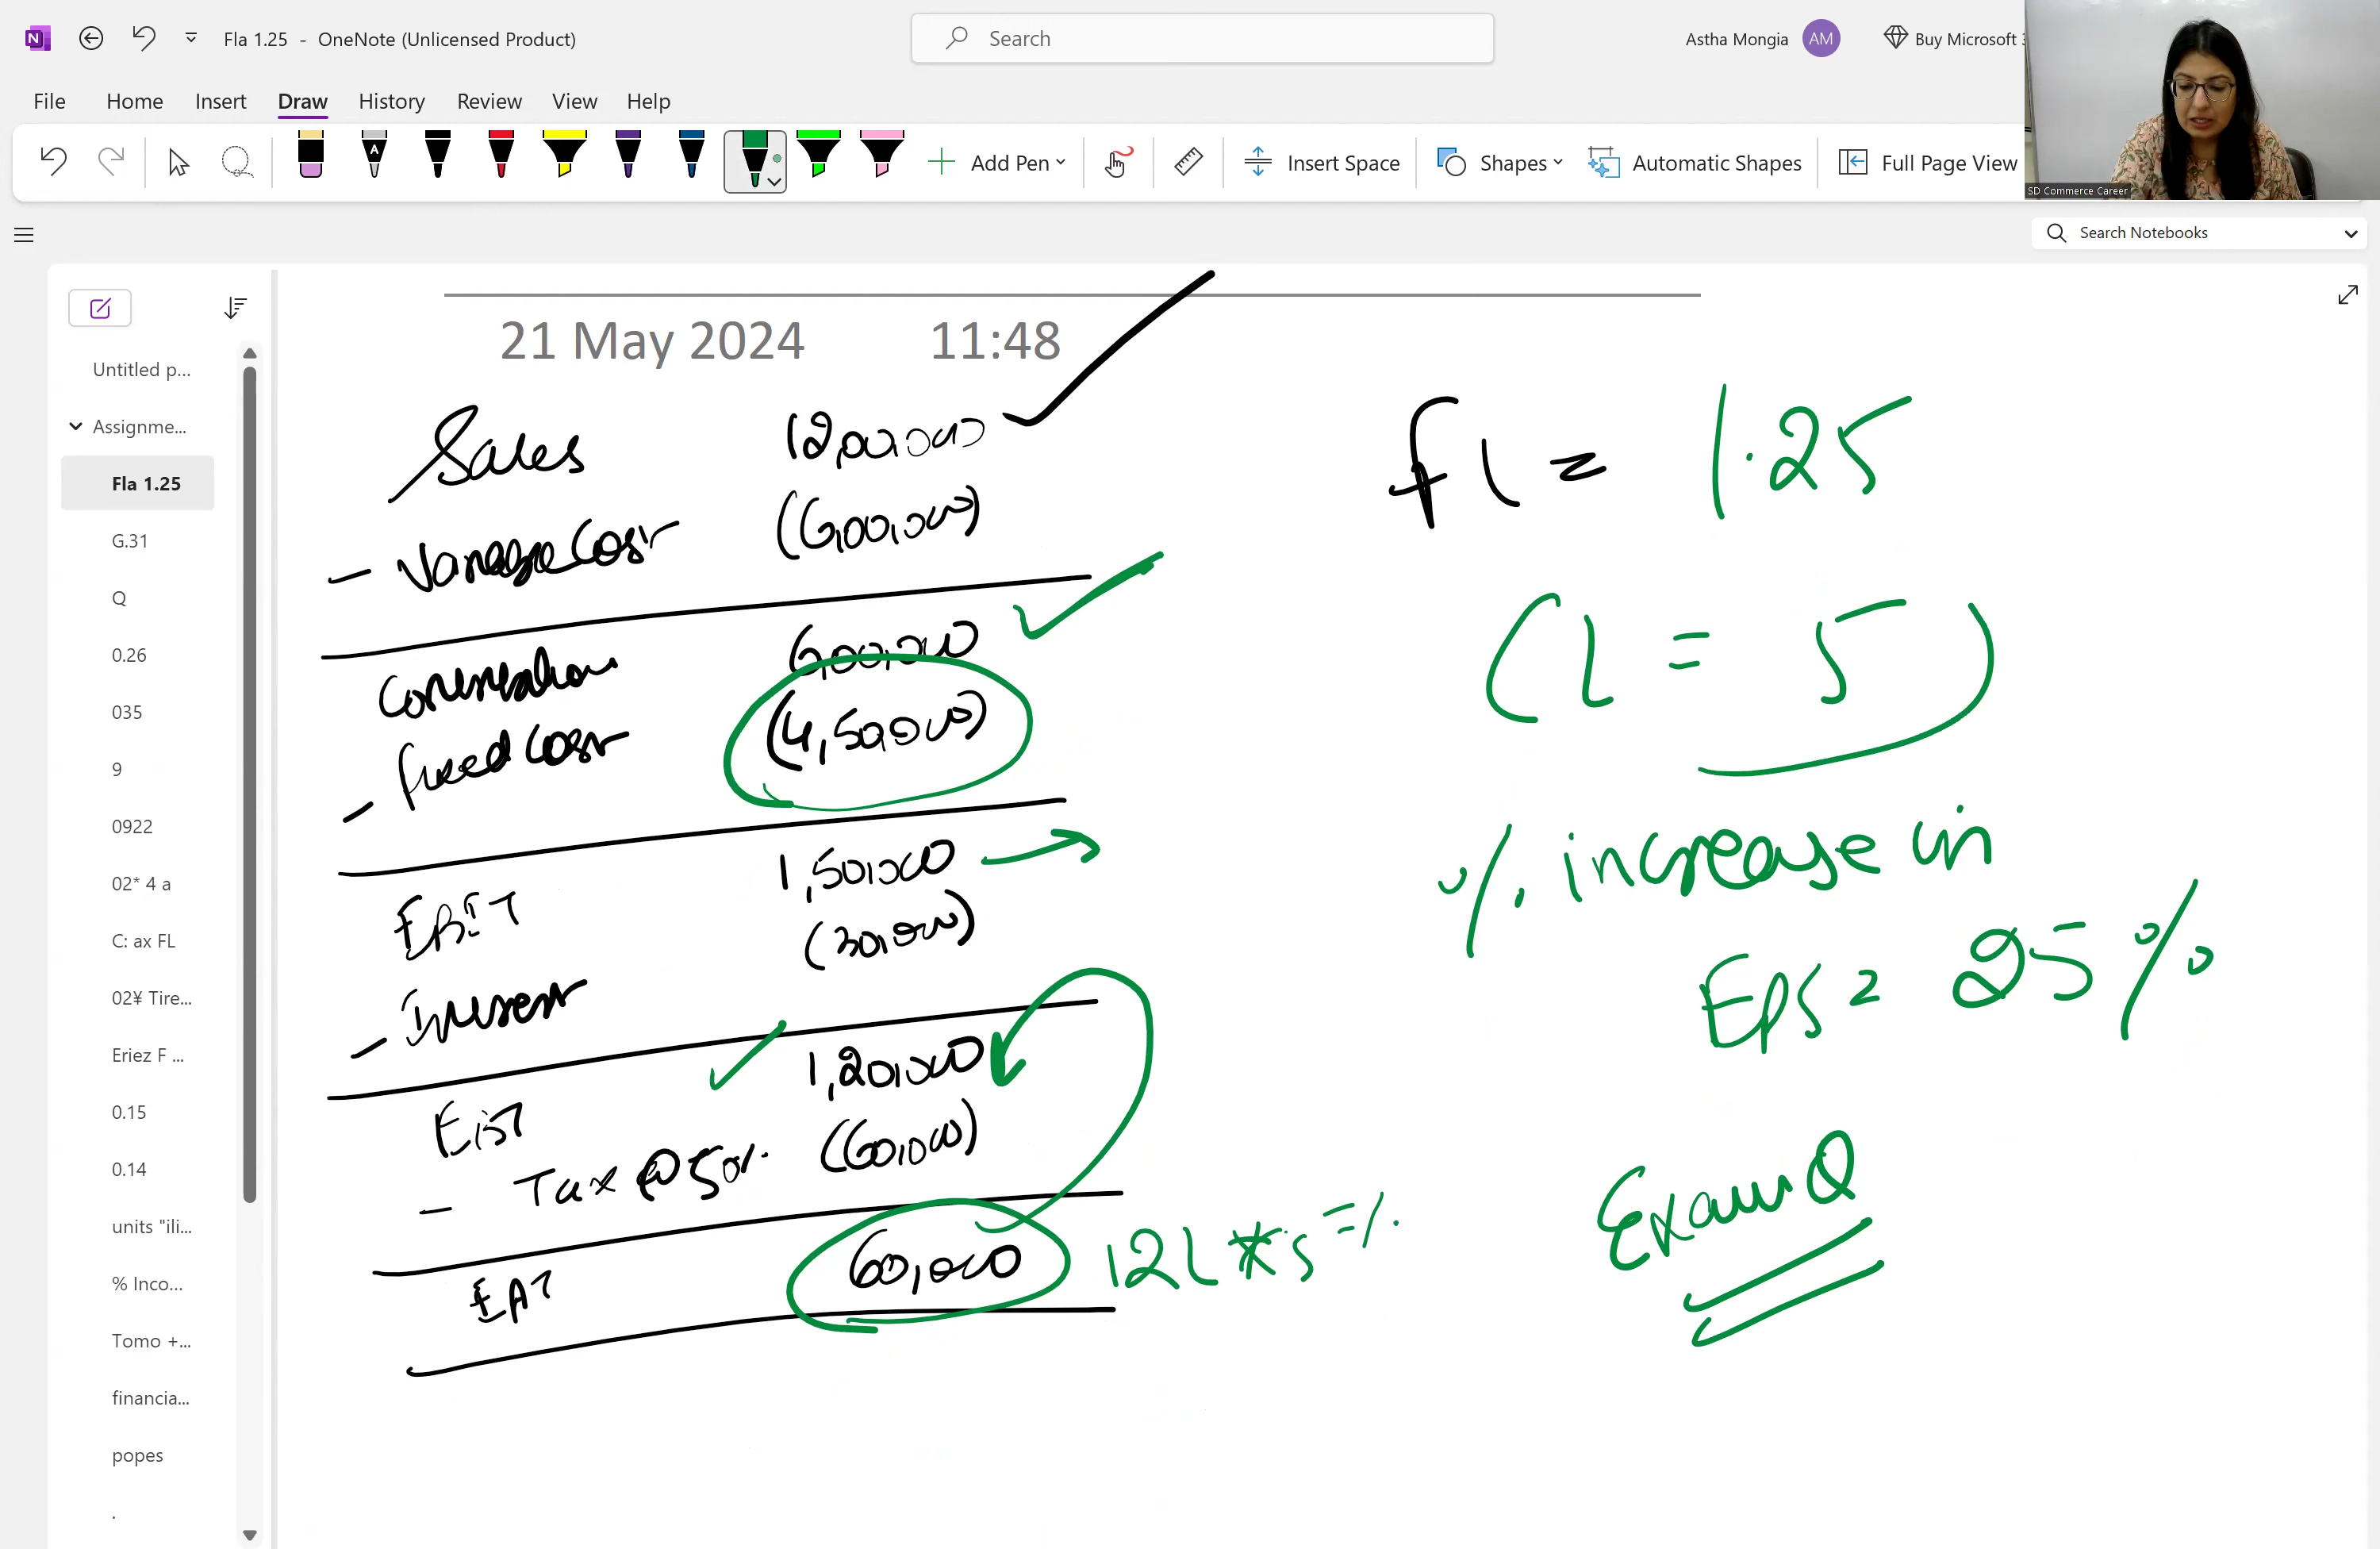 Fla 1.25 - OneNote (Unlicensed Product)
Search
Astha Mongia
AM
Buy Microsoft 3
File Home Insert Draw History Review View Help
Add Pen
Insert Space
Shapes
Automatic Shapes
Full Page View
SD Commerce Career
Search Notebooks
Untitled p...
Assignme...
Fla 1.25
G.31
Q
0.26
035
9
0922
02* 4 a
C: ax FL
02¥ Tire...
Eriez F ...
0.15
0.14
units "ili...
% Inco...
Tomo +...
financia...
popes
.
21 May 2024 11:48
Sales 12,00,000
- Variable Cost (6,00,000)
Contribution 6,00,000
- fixed Cost (4,50,000)
EBIT 1,50,000
- Interest (30,000)
EBT 1,20,000
- Tax @ 50% (60,000)
EAT 60,000
12L * 5 = %
fl = 1.25
Cl = 5
% increase in
EPS = 25%
Exam Q